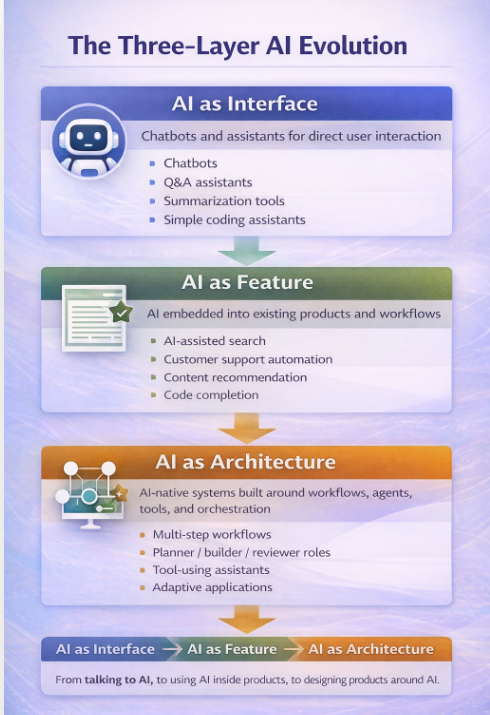 The Three-Layer AI Evolution
AI as Interface
Chatbots and assistants for direct user interaction
Chatbots
Q&A assistants
Summarization tools
Simple coding assistants
AI as Feature
AI embedded into existing products and workflows
AI-assisted search
Customer support automation
Content recommendation
Code completion
AI as Architecture
AI-native systems built around workflows, agents,
tools, and orchestration
Multi-step workflows
Planner / builder / reviewer roles
Tool-using assistants
Adaptive applications
AI as Interface → AI as Feature → AI as Architecture
From talking to AI, to using AI inside products, to designing products around AI.